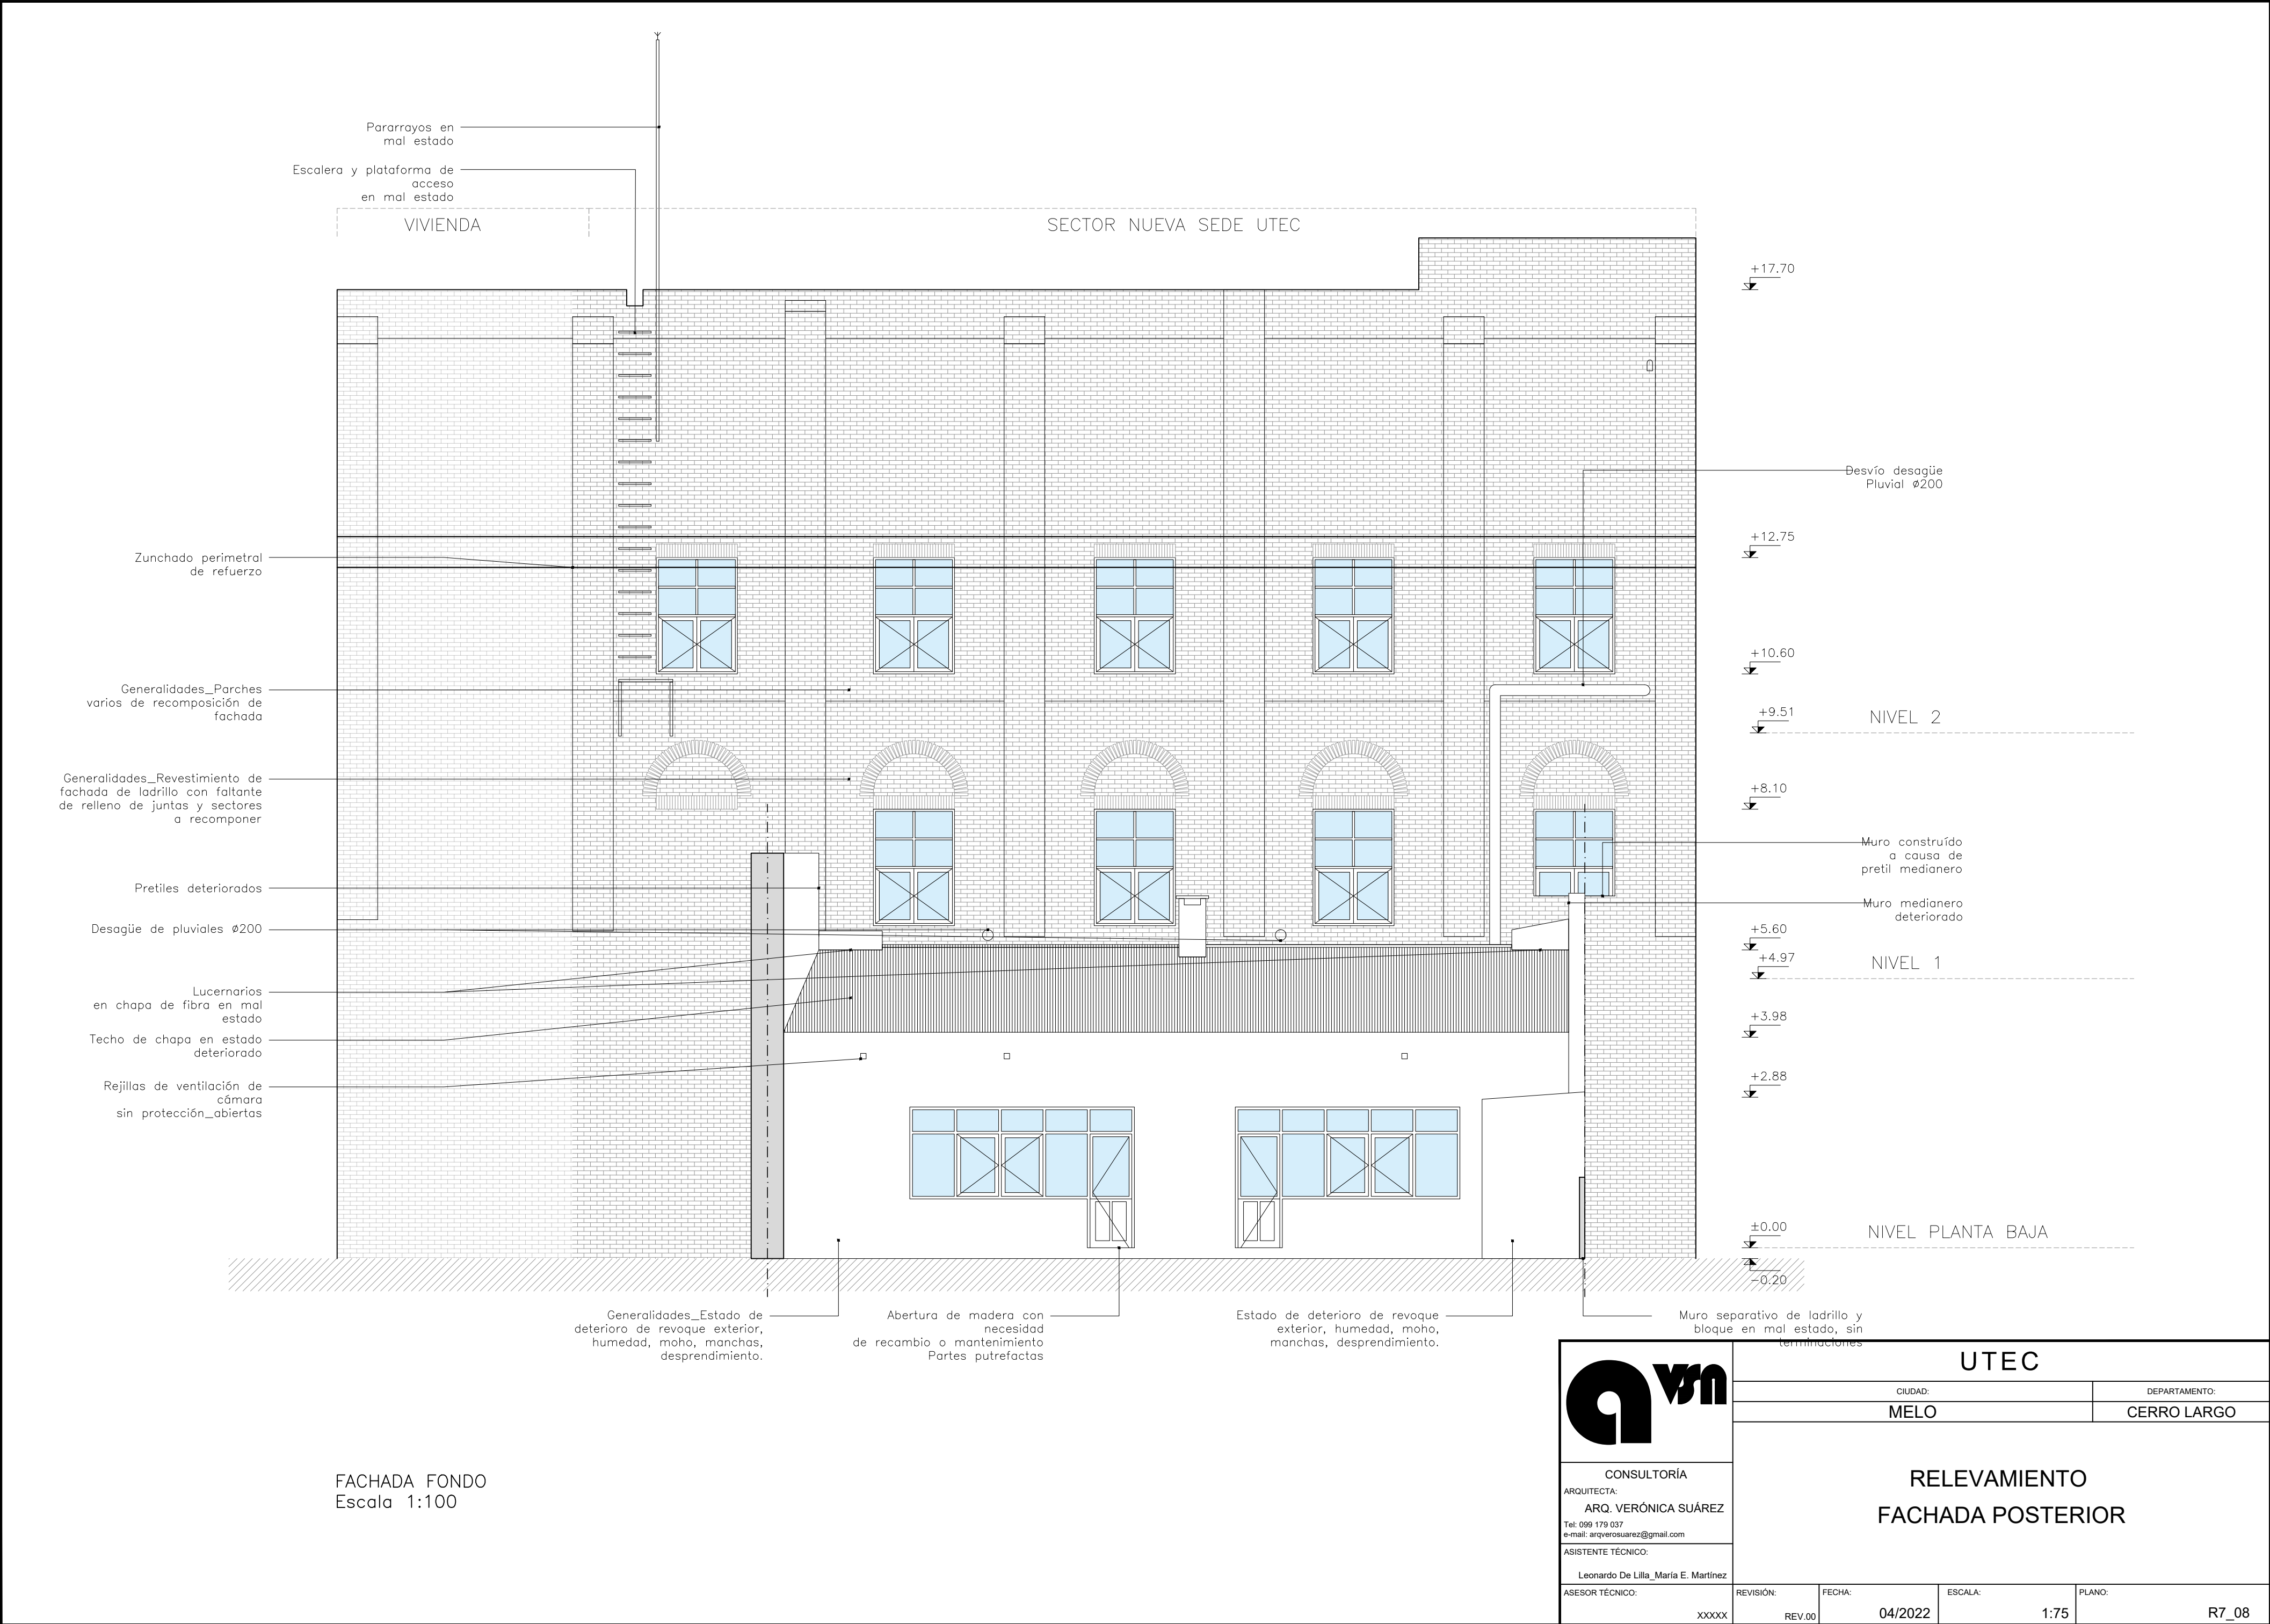 Pararrayos en
mal estado
Escalera y plataforma de
acceso
en mal estado
VIVIENDA
SECTOR NUEVA SEDE UTEC
+17.70
Desvío desagüe
Pluvial ø200
+12.75
Zunchado perimetral
de refuerzo
+10.60
Generalidades_Parches
varios de recomposición de
fachada
+9.51
NIVEL 2
Generalidades_Revestimiento de
fachada de ladrillo con faltante
de relleno de juntas y sectores
a recomponer
+8.10
Muro construído
a causa de
pretil medianero
Pretiles deteriorados
Muro medianero
deteriorado
Desagüe de pluviales ø200
+5.60
+4.97
NIVEL 1
Lucernarios
en chapa de fibra en mal
estado
+3.98
Techo de chapa en estado
deteriorado
+2.88
Rejillas de ventilación de
cámara
sin protección_abiertas
±0.00
NIVEL PLANTA BAJA
-0.20
Generalidades_Estado de
deterioro de revoque exterior,
humedad, moho, manchas,
desprendimiento.
Abertura de madera con
necesidad
de recambio o mantenimiento
Partes putrefactas
Estado de deterioro de revoque
exterior, humedad, moho,
manchas, desprendimiento.
Muro separativo de ladrillo y
bloque en mal estado, sin
terminaciones
FACHADA FONDO
Escala 1:100
a vsn
UTEC
CIUDAD:
DEPARTAMENTO:
MELO
CERRO LARGO
CONSULTORÍA
ARQUITECTA:
ARQ. VERÓNICA SUÁREZ
Tel: 099 179 037
e-mail: arqverosuarez@gmail.com
ASISTENTE TÉCNICO:
Leonardo De Lilla_María E. Martínez
ASESOR TÉCNICO:
XXXXX
RELEVAMIENTO
FACHADA POSTERIOR
REVISIÓN:
REV.00
FECHA:
04/2022
ESCALA:
1:75
PLANO:
R7_08